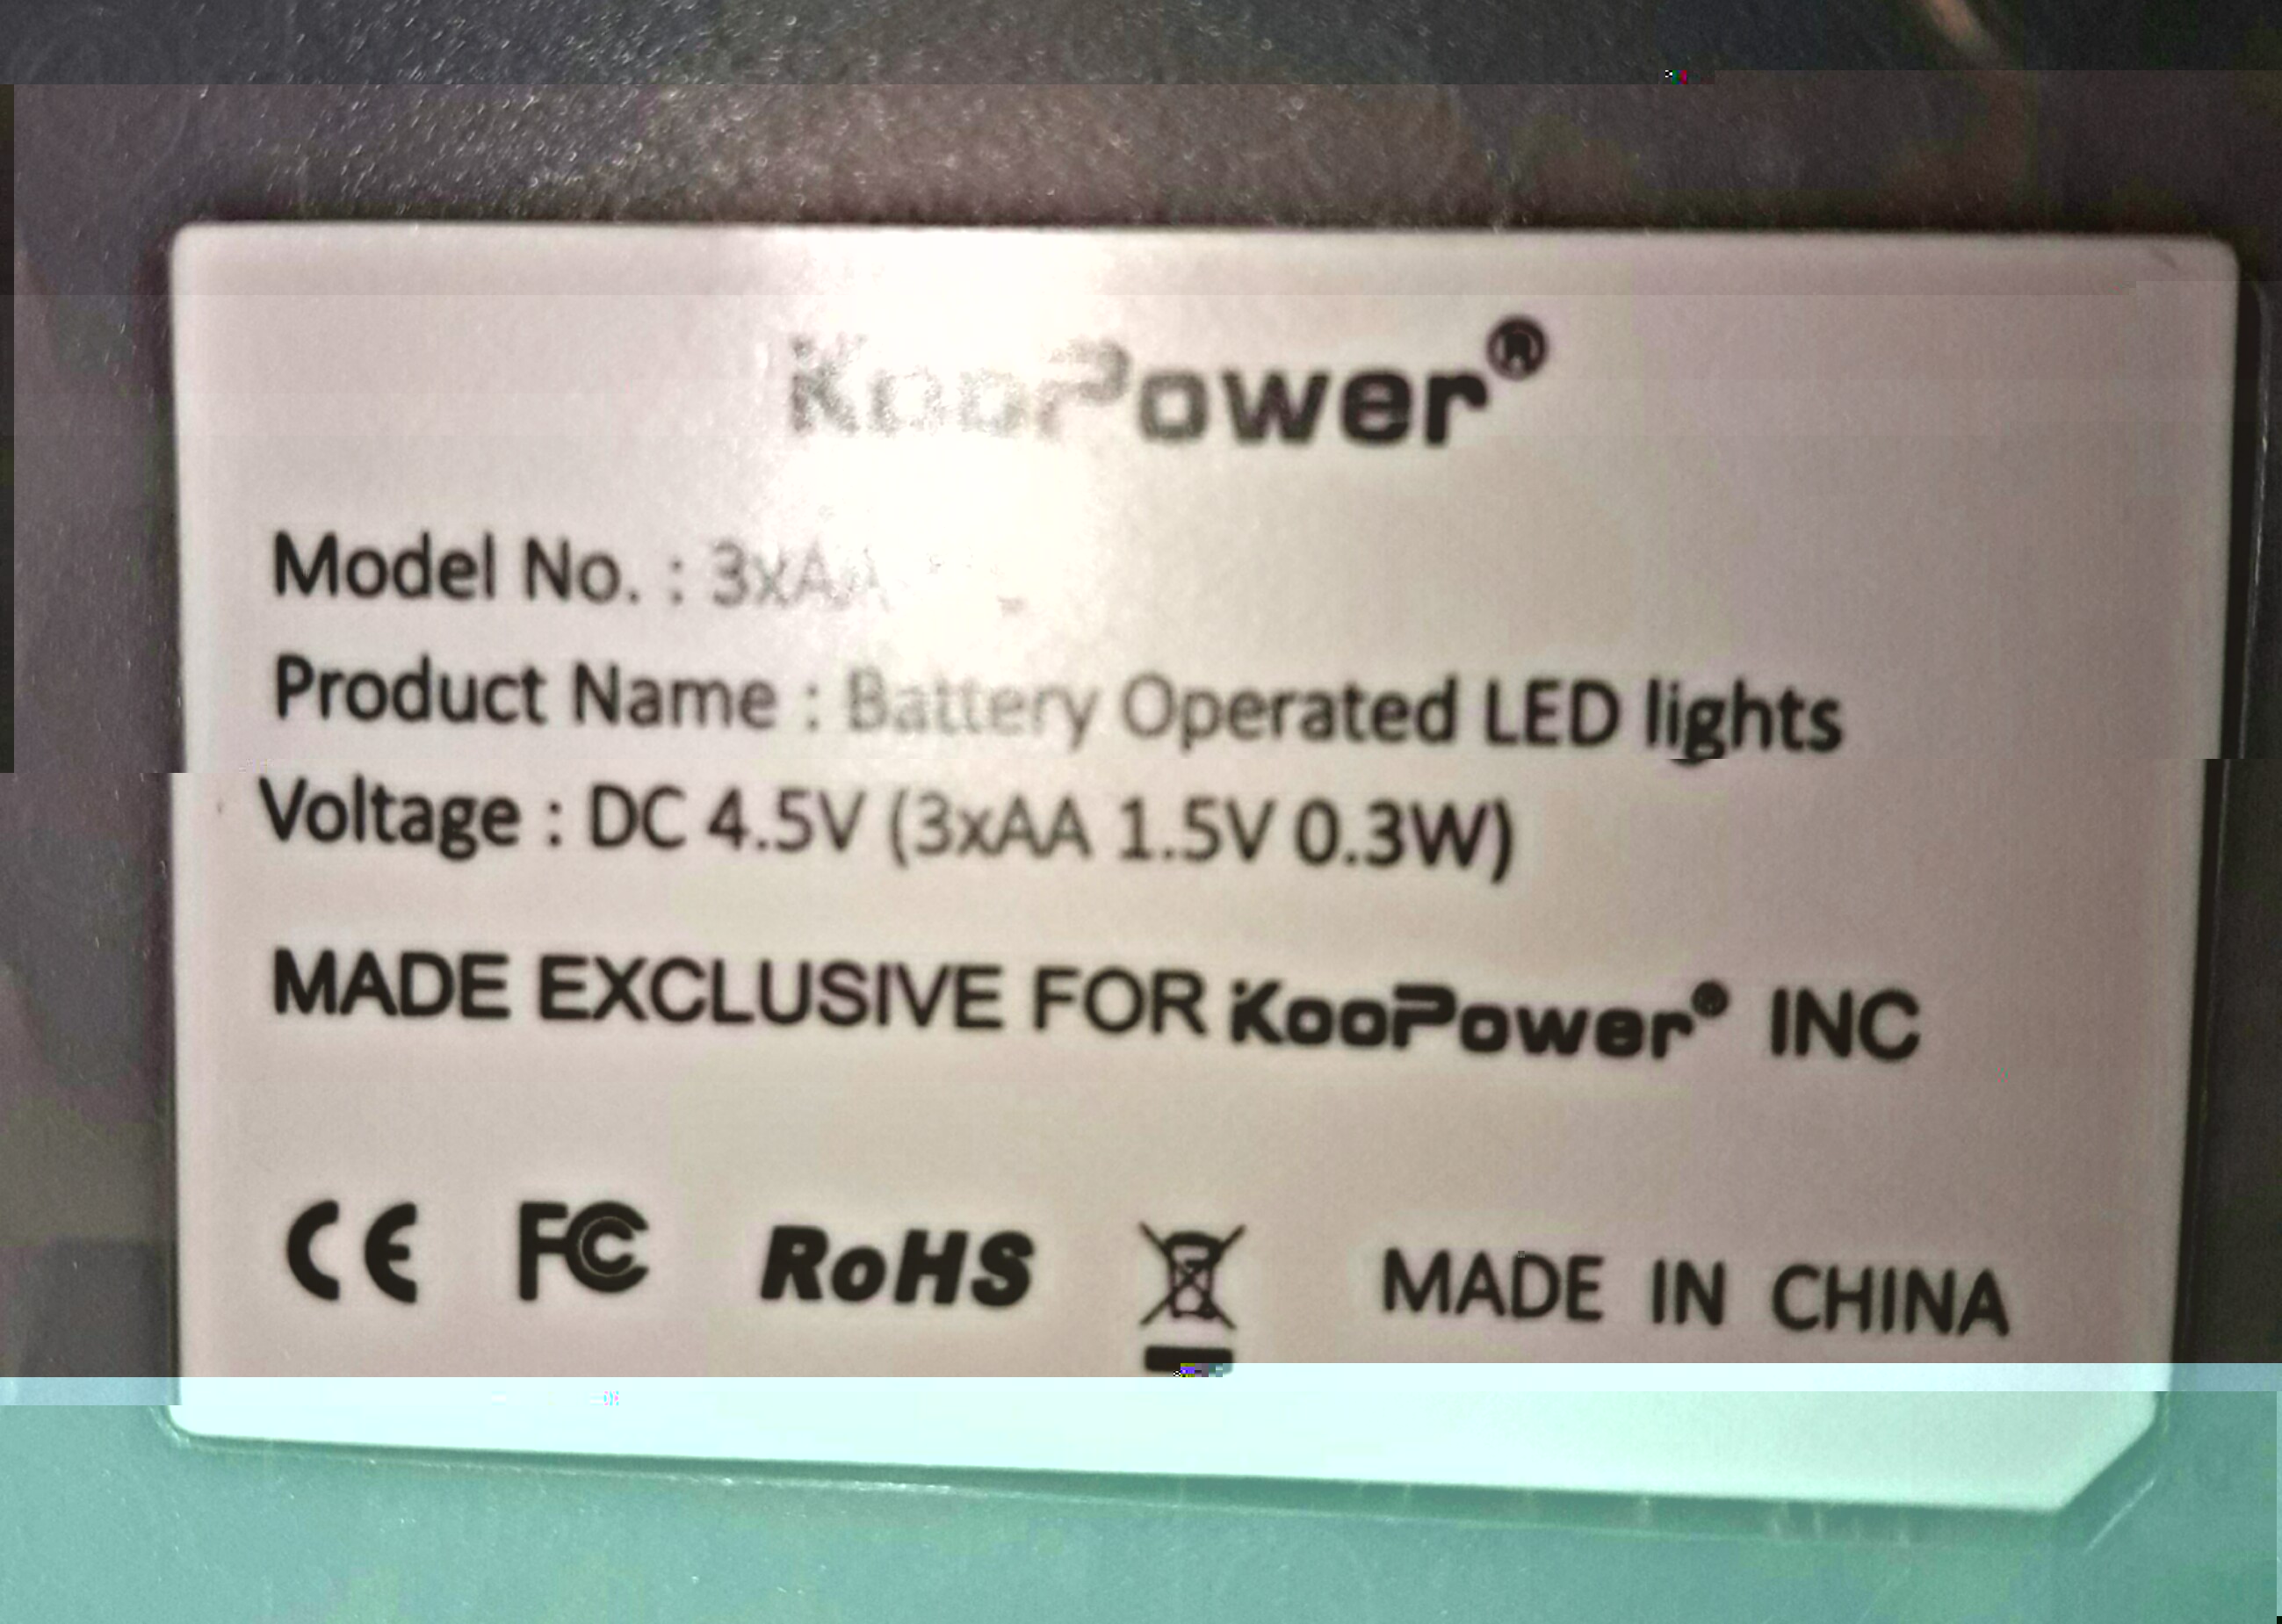 KooPower®
Model No. : 3xAA
Product Name : Battery Operated LED lights
Voltage : DC 4.5V (3xAA 1.5V 0.3W)
MADE EXCLUSIVE FOR KooPower® INC
CE FC RoHS MADE IN CHINA